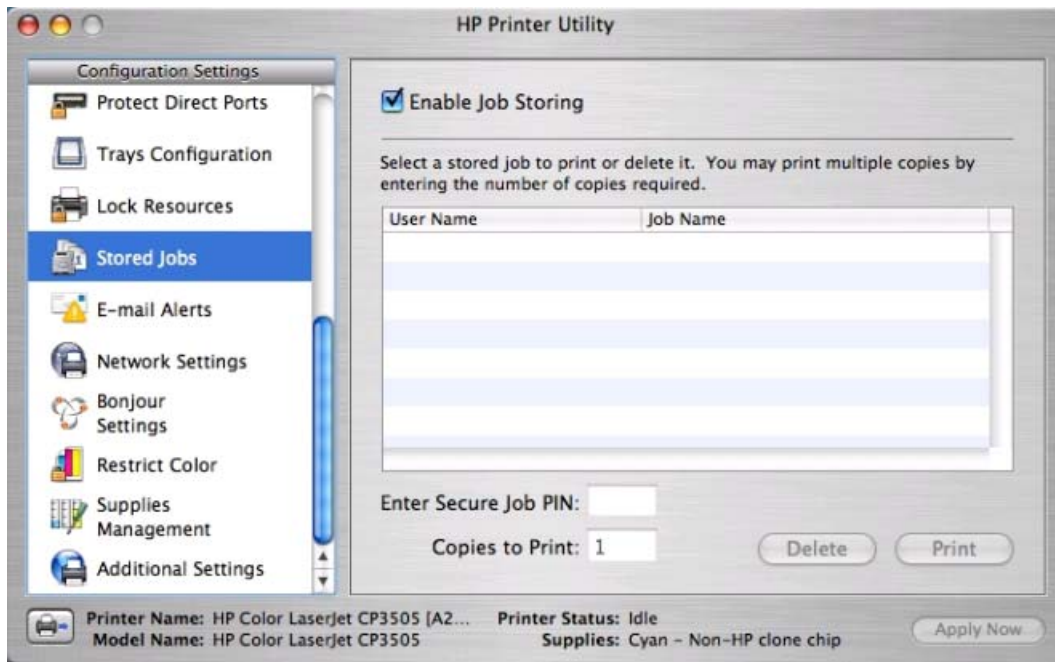 HP Printer Utility
Configuration Settings
Protect Direct Ports
Trays Configuration
Lock Resources
Stored Jobs
E-mail Alerts
Network Settings
Bonjour
Settings
Restrict Color
Supplies
Management
Additional Settings
Enable Job Storing
Select a stored job to print or delete it. You may print multiple copies by
entering the number of copies required.
User Name Job Name
Enter Secure Job PIN:
Copies to Print: 1
Delete Print
Printer Name: HP Color LaserJet CP3505 [A2... Printer Status: Idle
Model Name: HP Color LaserJet CP3505 Supplies: Cyan - Non-HP clone chip
Apply Now